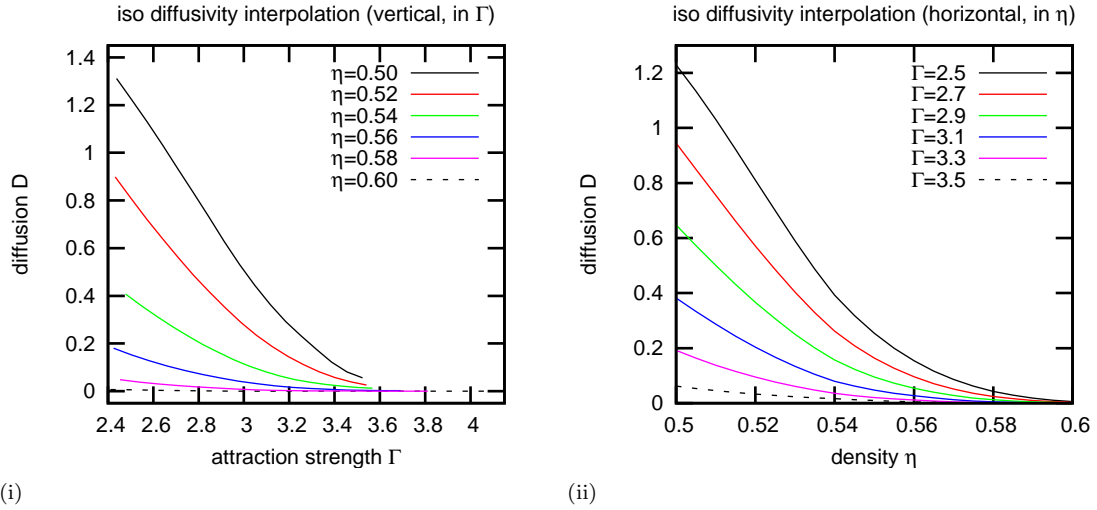 iso diffusivity interpolation (vertical, in Γ)
diffusion D
1.4
1.2
1
0.8
0.6
0.4
0.2
0
η=0.50
η=0.52
η=0.54
η=0.56
η=0.58
η=0.60
2.4 2.6 2.8 3 3.2 3.4 3.6 3.8 4
attraction strength Γ
(i)
iso diffusivity interpolation (horizontal, in η)
diffusion D
1.2
1
0.8
0.6
0.4
0.2
0
Γ=2.5
Γ=2.7
Γ=2.9
Γ=3.1
Γ=3.3
Γ=3.5
0.5 0.52 0.54 0.56 0.58 0.6
density η
(ii)